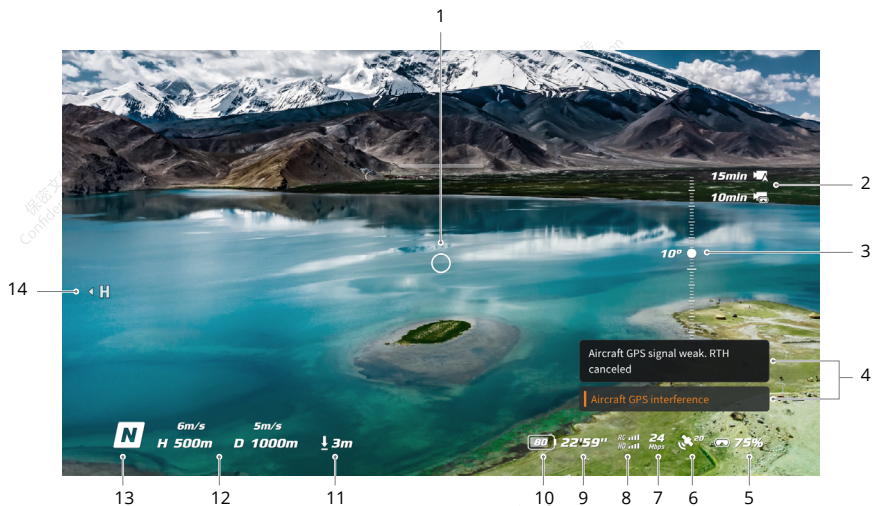 1
15min
2
10min
10°
3
14
H
Aircraft GPS signal weak. RTH
canceled
4
Aircraft GPS interference
N
6m/s
5m/s
H 500m
D 1000m
3m
80
22'59"
RC
HD
24
Mbps
20
75%
13
12
11
10
9
8
7
6
5